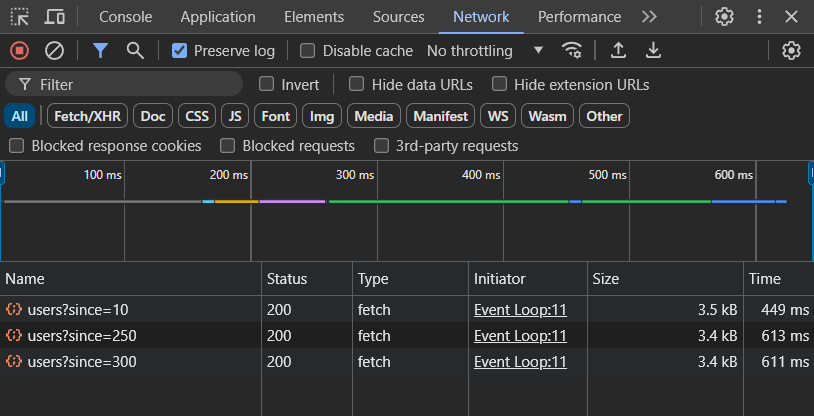 Console Application Elements Sources Network Performance
Preserve log Disable cache No throttling
Filter Invert Hide data URLs Hide extension URLs
All Fetch/XHR Doc CSS JS Font Img Media Manifest WS Wasm Other
Blocked response cookies Blocked requests 3rd-party requests
100 ms 200 ms 300 ms 400 ms 500 ms 600 ms
Name Status Type Initiator Size Time
users?since=10 200 fetch Event Loop:11 3.5 kB 449 ms
users?since=250 200 fetch Event Loop:11 3.4 kB 613 ms
users?since=300 200 fetch Event Loop:11 3.4 kB 611 ms